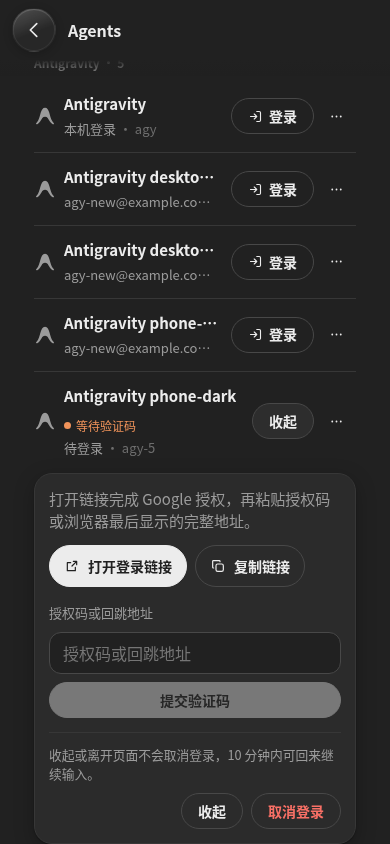 Agents
Antigravity · 5
Antigravity
登录
本机登录 · agy
Antigravity deskto···
登录
agy-new@example.co···
Antigravity deskto···
登录
agy-new@example.co···
Antigravity phone-···
登录
agy-new@example.co···
Antigravity phone-dark
等待验证码
收起
待登录 · agy-5
打开链接完成 Google 授权，再粘贴授权码
或浏览器最后显示的完整地址。
打开登录链接
复制链接
授权码或回跳地址
授权码或回跳地址
提交验证码
收起或离开页面不会取消登录，10 分钟内可回来继
续输入。
收起
取消登录